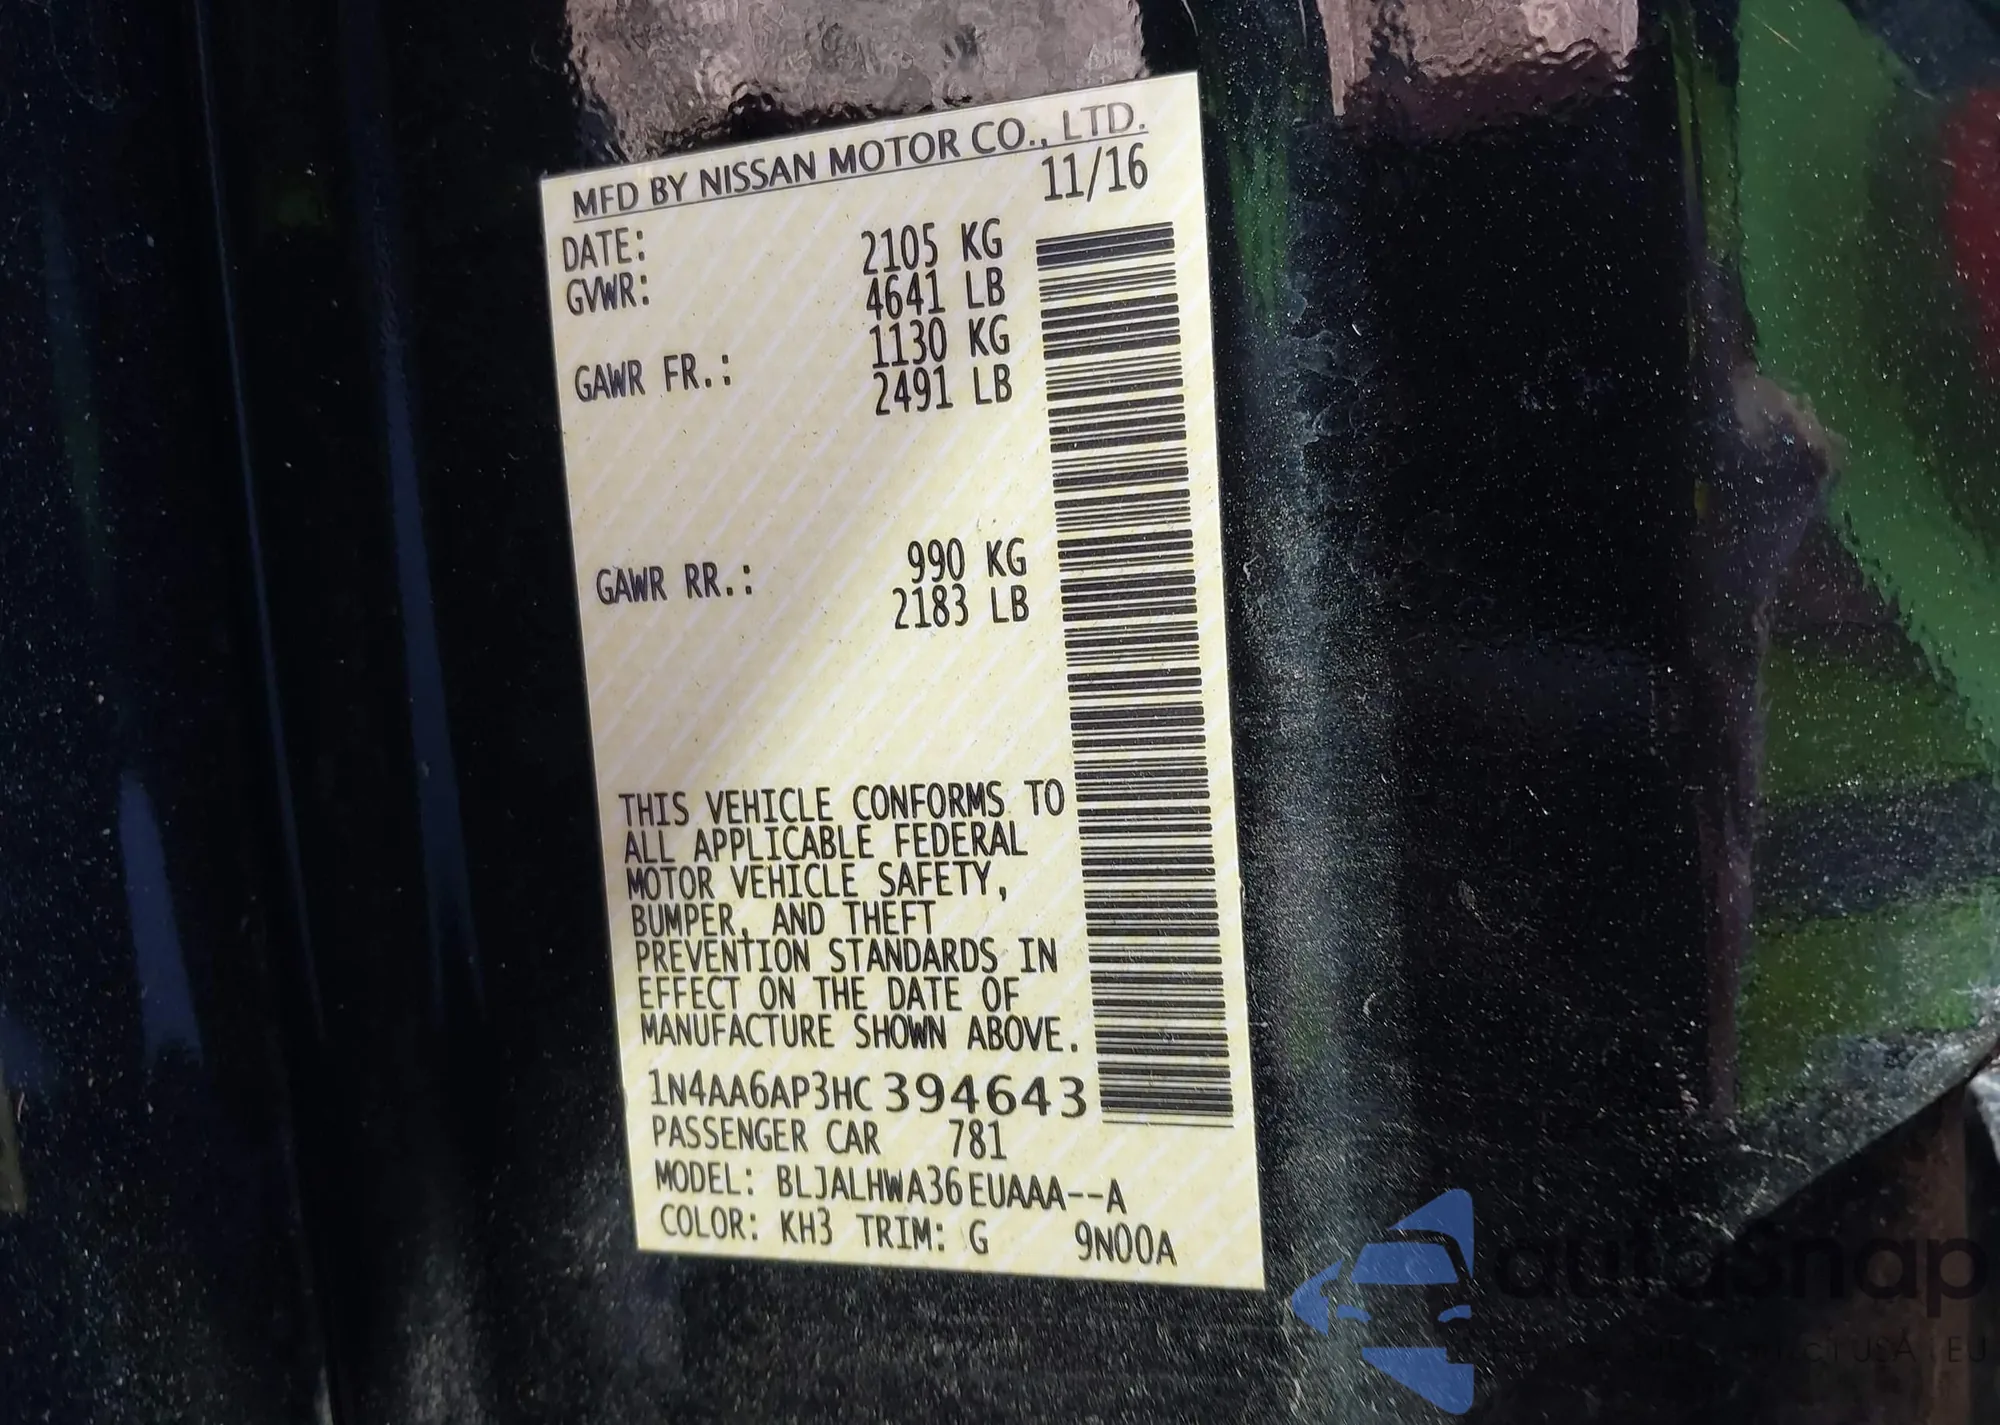 MFD BY NISSAN MOTOR CO., LTD.
DATE: 11/16
GVWR: 2105 KG
4641 LB
GAWR FR.: 1130 KG
2491 LB
GAWR RR.: 990 KG
2183 LB
THIS VEHICLE CONFORMS TO
ALL APPLICABLE FEDERAL
MOTOR VEHICLE SAFETY,
BUMPER, AND THEFT
PREVENTION STANDARDS IN
EFFECT ON THE DATE OF
MANUFACTURE SHOWN ABOVE.
1N4AA6AP3HC394643
PASSENGER CAR 781
MODEL: BLJALHWA36EUAAA--A
COLOR: KH3 TRIM: G 9N00A
autosnap
USA EU